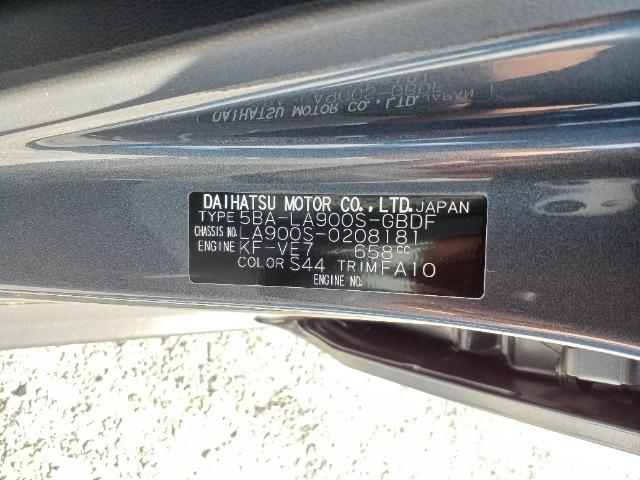 DAIHATSU MOTOR CO., LTD. JAPAN
TYPE 5BA-LA900S-GBDF
CHASSIS NO. LA900S-0208181
ENGINE KF-VE7 658cc
COLOR S44 TRIM FA10
ENGINE NO.